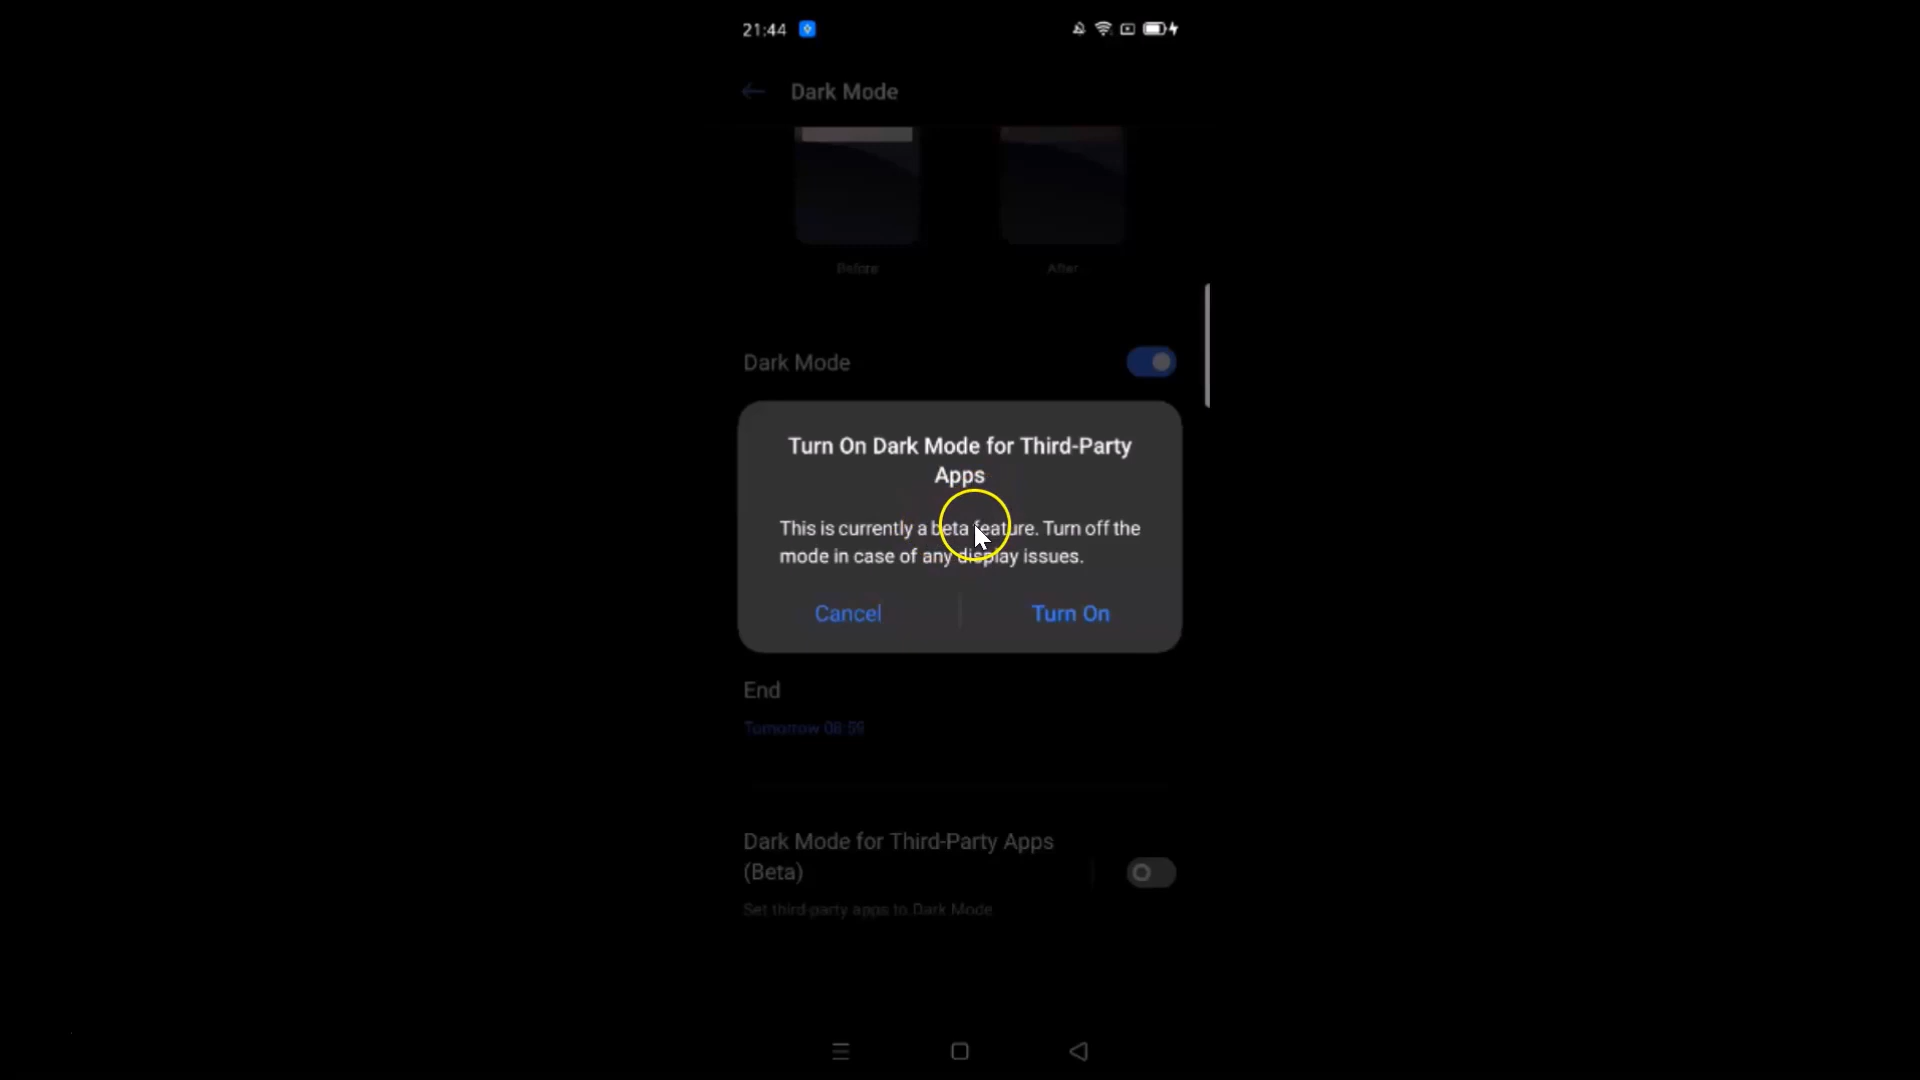 21:44
Dark Mode
Before
After
Dark Mode
Turn On Dark Mode for Third-Party
Apps
This is currently a beta feature. Turn off the
mode in case of any display issues.
Cancel
Turn On
End
Tomorrow 08:59
Dark Mode for Third-Party Apps
(Beta)
Set third-party apps to Dark Mode